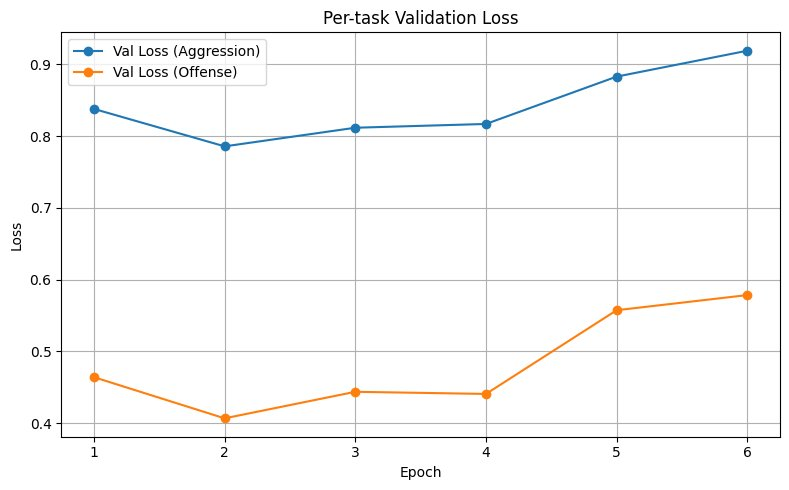 Per-task Validation Loss
Val Loss (Aggression)
Val Loss (Offense)
0.9
0.8
0.7
0.6
0.5
0.4
Loss
1 2 3 4 5 6
Epoch